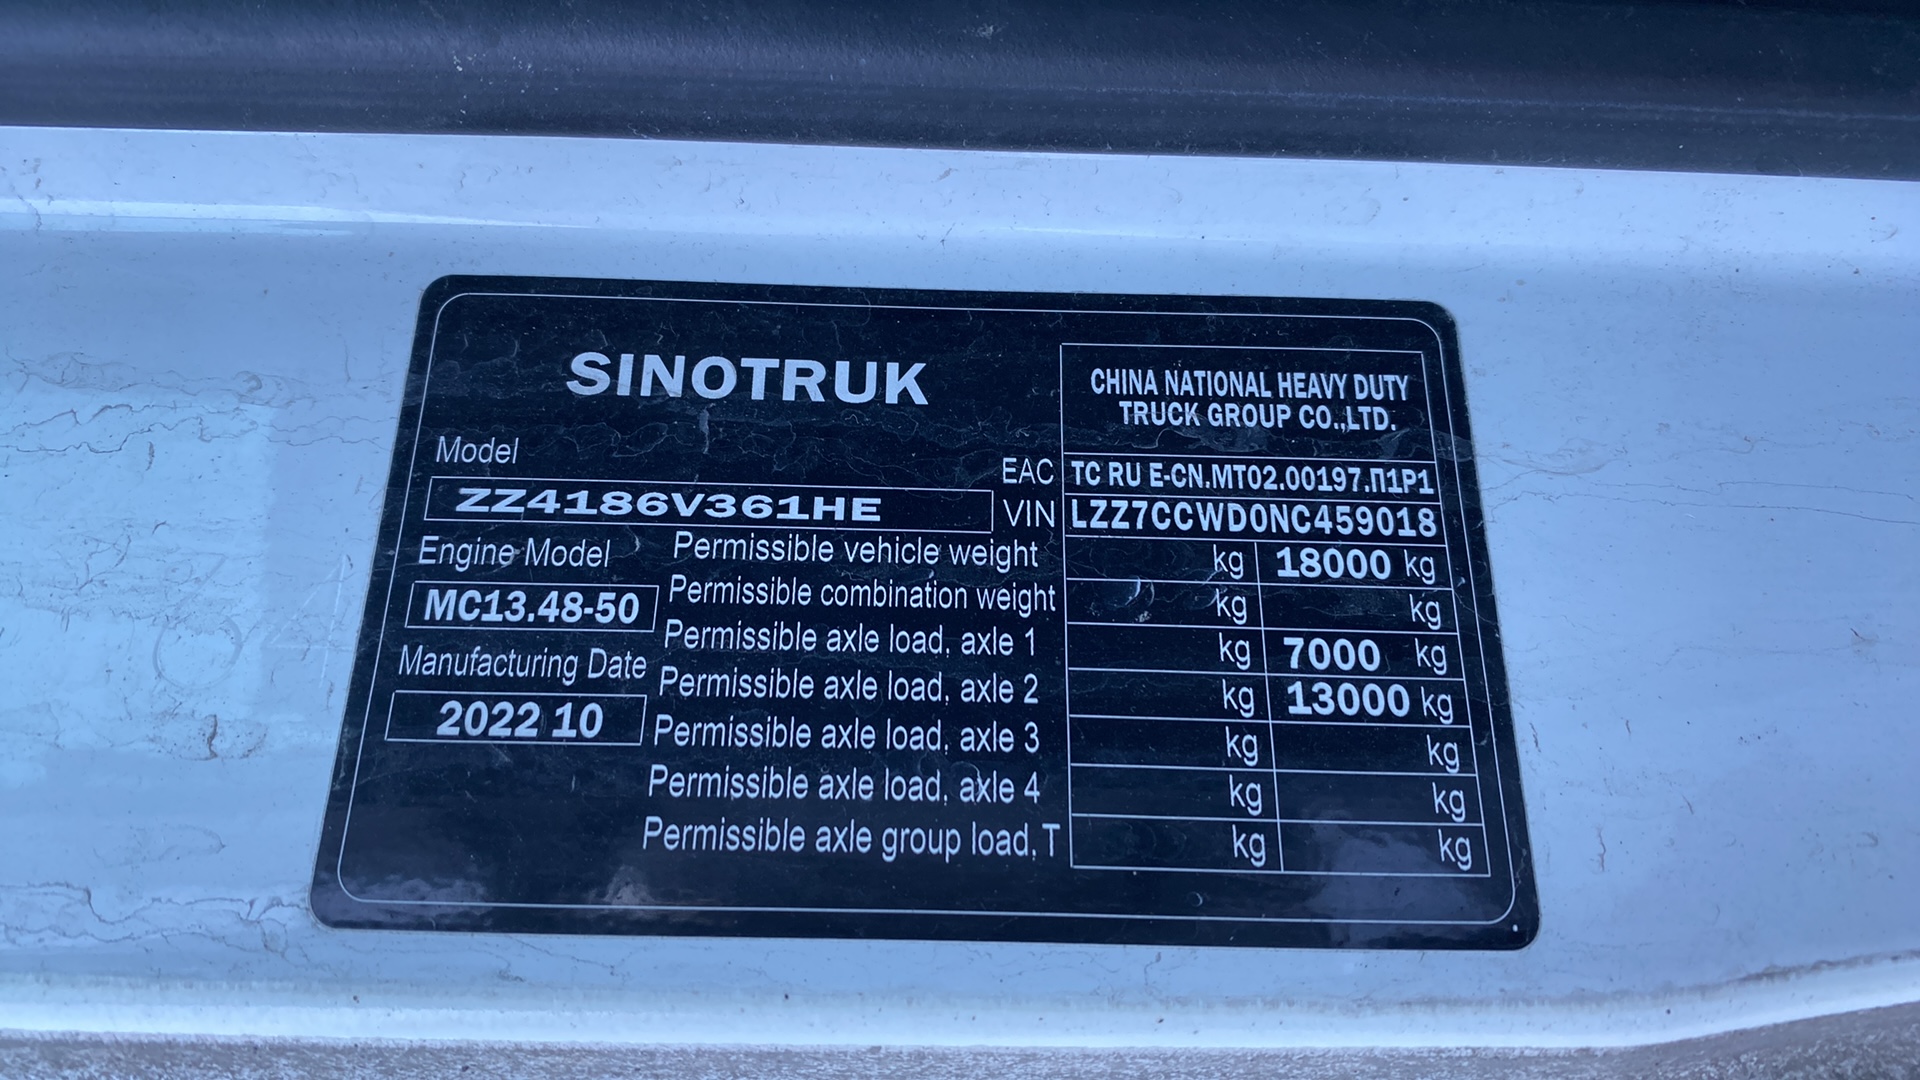 SINOTRUK
CHINA NATIONAL HEAVY DUTY
TRUCK GROUP CO.,LTD.
Model
EAC TC RU E-CN.MT02.00197.П1Р1
ZZ4186V361HE
VIN LZZ7CCWD0NC459018
Engine Model
Permissible vehicle weight kg 18000 kg
MC13.48-50
Permissible combination weight kg kg
Permissible axle load, axle 1 kg 7000 kg
Manufacturing Date
Permissible axle load, axle 2 kg 13000 kg
2022 10
Permissible axle load, axle 3 kg kg
Permissible axle load, axle 4 kg kg
Permissible axle group load, T kg kg